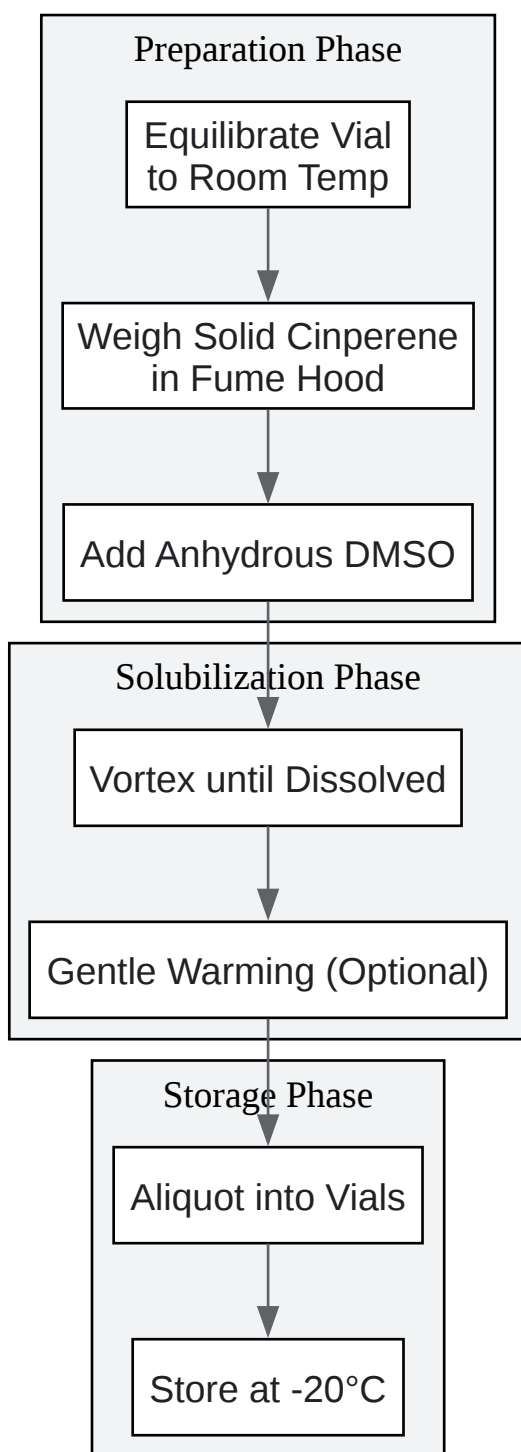 Preparation Phase
Equilibrate Vial
to Room Temp
Weigh Solid Cinperene
in Fume Hood
Add Anhydrous DMSO
Solubilization Phase
Vortex until Dissolved
Gentle Warming (Optional)
Storage Phase
Aliquot into Vials
Store at -20°C